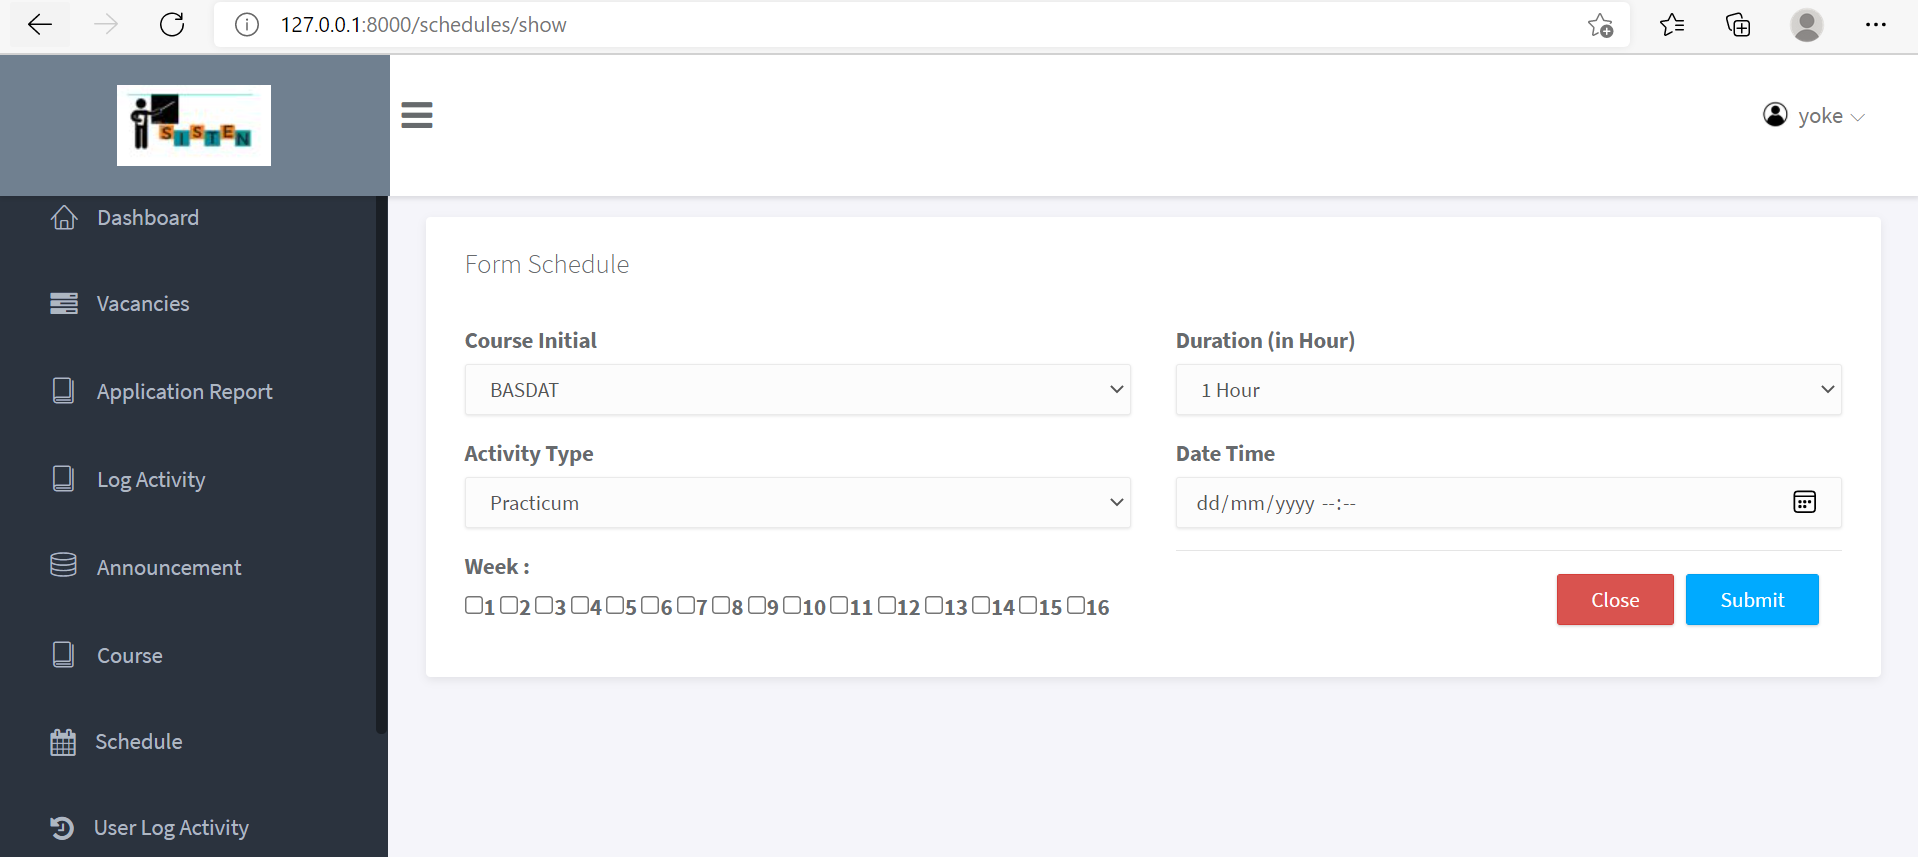 127.0.0.1:8000/schedules/show
SISTEN
yoke
Dashboard
Vacancies
Application Report
Log Activity
Announcement
Course
Schedule
User Log Activity
Form Schedule
Course Initial
BASDAT
Duration (in Hour)
1 Hour
Activity Type
Practicum
Date Time
dd/mm/yyyy --:--
Week :
1 2 3 4 5 6 7 8 9 10 11 12 13 14 15 16
Close Submit